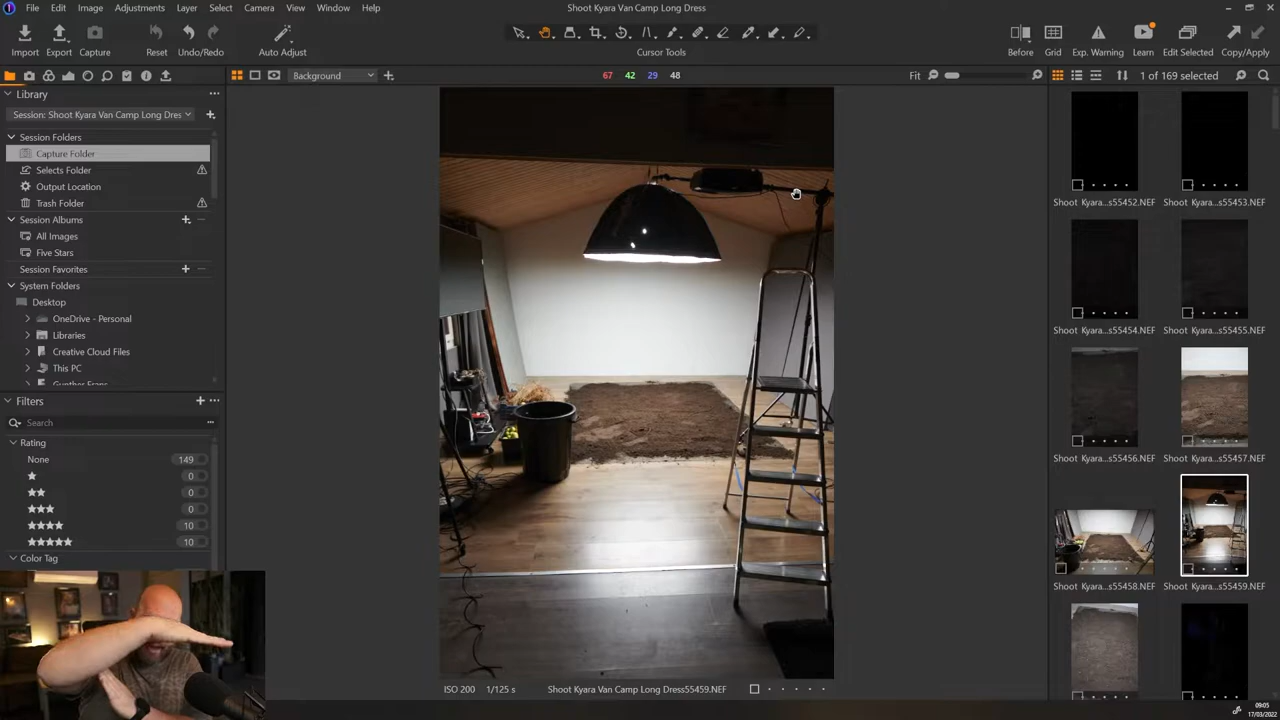 File Edit Image Adjustments Layer Select Camera View Window Help
Shoot Kyara Van Camp Long Dress
Import Export Capture Reset Undo/Redo Auto Adjust
Cursor Tools
Before Grid Exp. Warning Learn Edit Selected Copy/Apply
Background
67 42 29 48
Fit
1 of 169 selected
Library
Session: Shoot Kyara Van Camp Long Dres
Session Folders
Capture Folder
Selects Folder
Output Location
Trash Folder
Session Albums
All Images
Five Stars
Session Favorites
System Folders
Desktop
OneDrive - Personal
Libraries
Creative Cloud Files
This PC
Gunther Frans
Filters
Search
Rating
None 149
0
0
0
10
10
Color Tag
Shoot Kyara...s55452.NEF Shoot Kyara...s55453.NEF
Shoot Kyara...s55454.NEF Shoot Kyara...s55455.NEF
Shoot Kyara...s55456.NEF Shoot Kyara...s55457.NEF
Shoot Kyara...s55458.NEF Shoot Kyara...s55459.NEF
ISO 200 1/125 s Shoot Kyara Van Camp Long Dress55459.NEF
09:05
17/03/2022